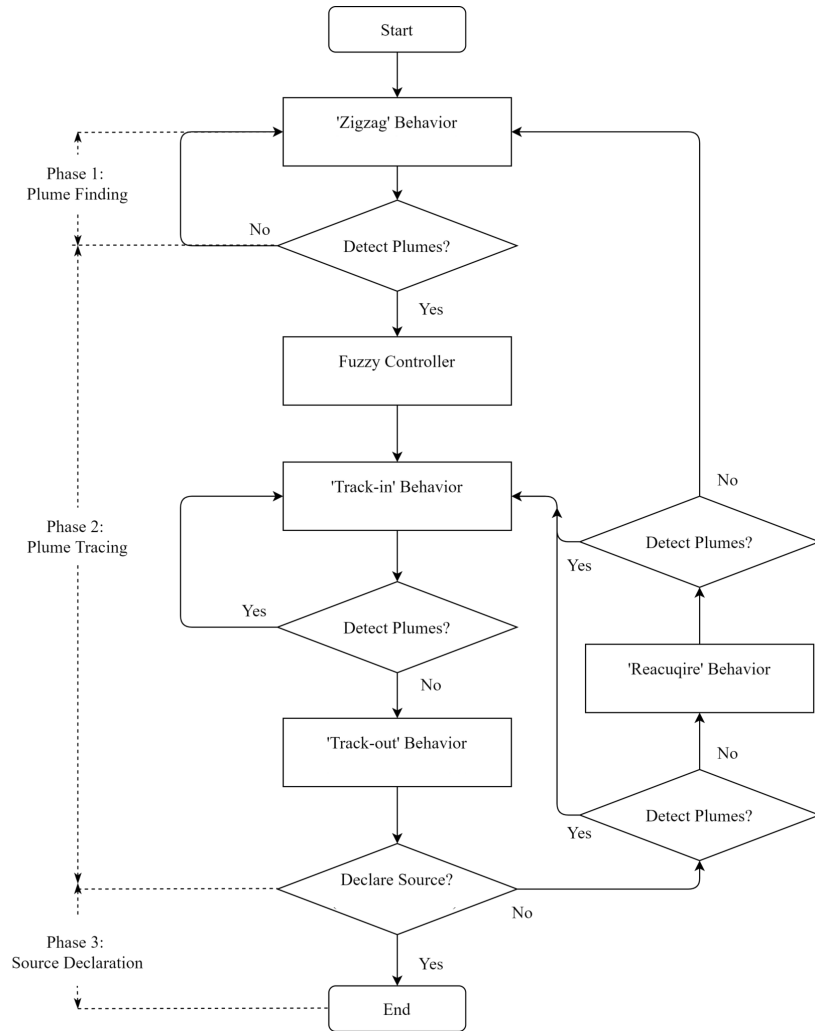 Start
'Zigzag' Behavior
Phase 1:
Plume Finding
No
Detect Plumes?
Yes
Fuzzy Controller
'Track-in' Behavior
No
Phase 2:
Plume Tracing
Detect Plumes?
Yes
Yes
Detect Plumes?
'Reacuqire' Behavior
No
'Track-out' Behavior
No
Detect Plumes?
Yes
Declare Source?
No
Phase 3:
Source Declaration
Yes
End